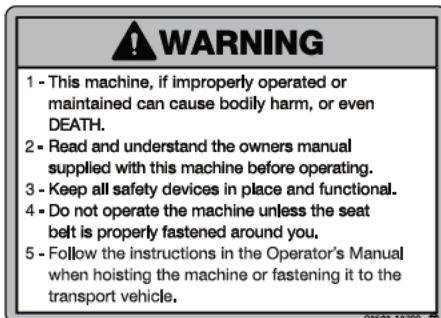 WARNING
1 - This machine, if improperly operated or
maintained can cause bodily harm, or even
DEATH.
2 - Read and understand the owners manual
supplied with this machine before operating.
3 - Keep all safety devices in place and functional.
4 - Do not operate the machine unless the seat
belt is properly fastened around you.
5 - Follow the instructions in the Operator's Manual
when hoisting the machine or fastening it to the
transport vehicle.